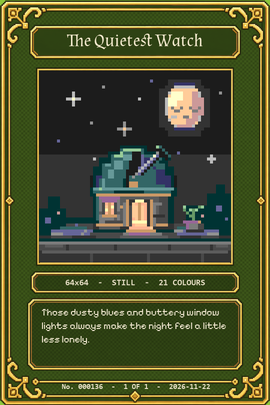 The Quietest Watch
64x64 - STILL - 21 COLOURS
Those dusty blues and buttery window
lights always make the night feel a little
less lonely.
No. 000136 - 1 OF 1 - 2026-11-22